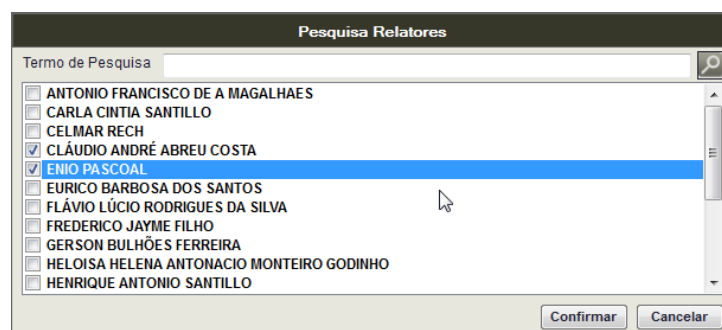 Pesquisa Relatores
Termo de Pesquisa
ANTONIO FRANCISCO DE A MAGALHAES
CARLA CINTIA SANTILLO
CELMAR RECH
CLÁUDIO ANDRÉ ABREU COSTA
ENIO PASCOAL
EURICO BARBOSA DOS SANTOS
FLÁVIO LÚCIO RODRIGUES DA SILVA
FREDERICO JAYME FILHO
GERSON BULHÕES FERREIRA
HELOISA HELENA ANTONACIO MONTEIRO GODINHO
HENRIQUE ANTONIO SANTILLO
Confirmar Cancelar